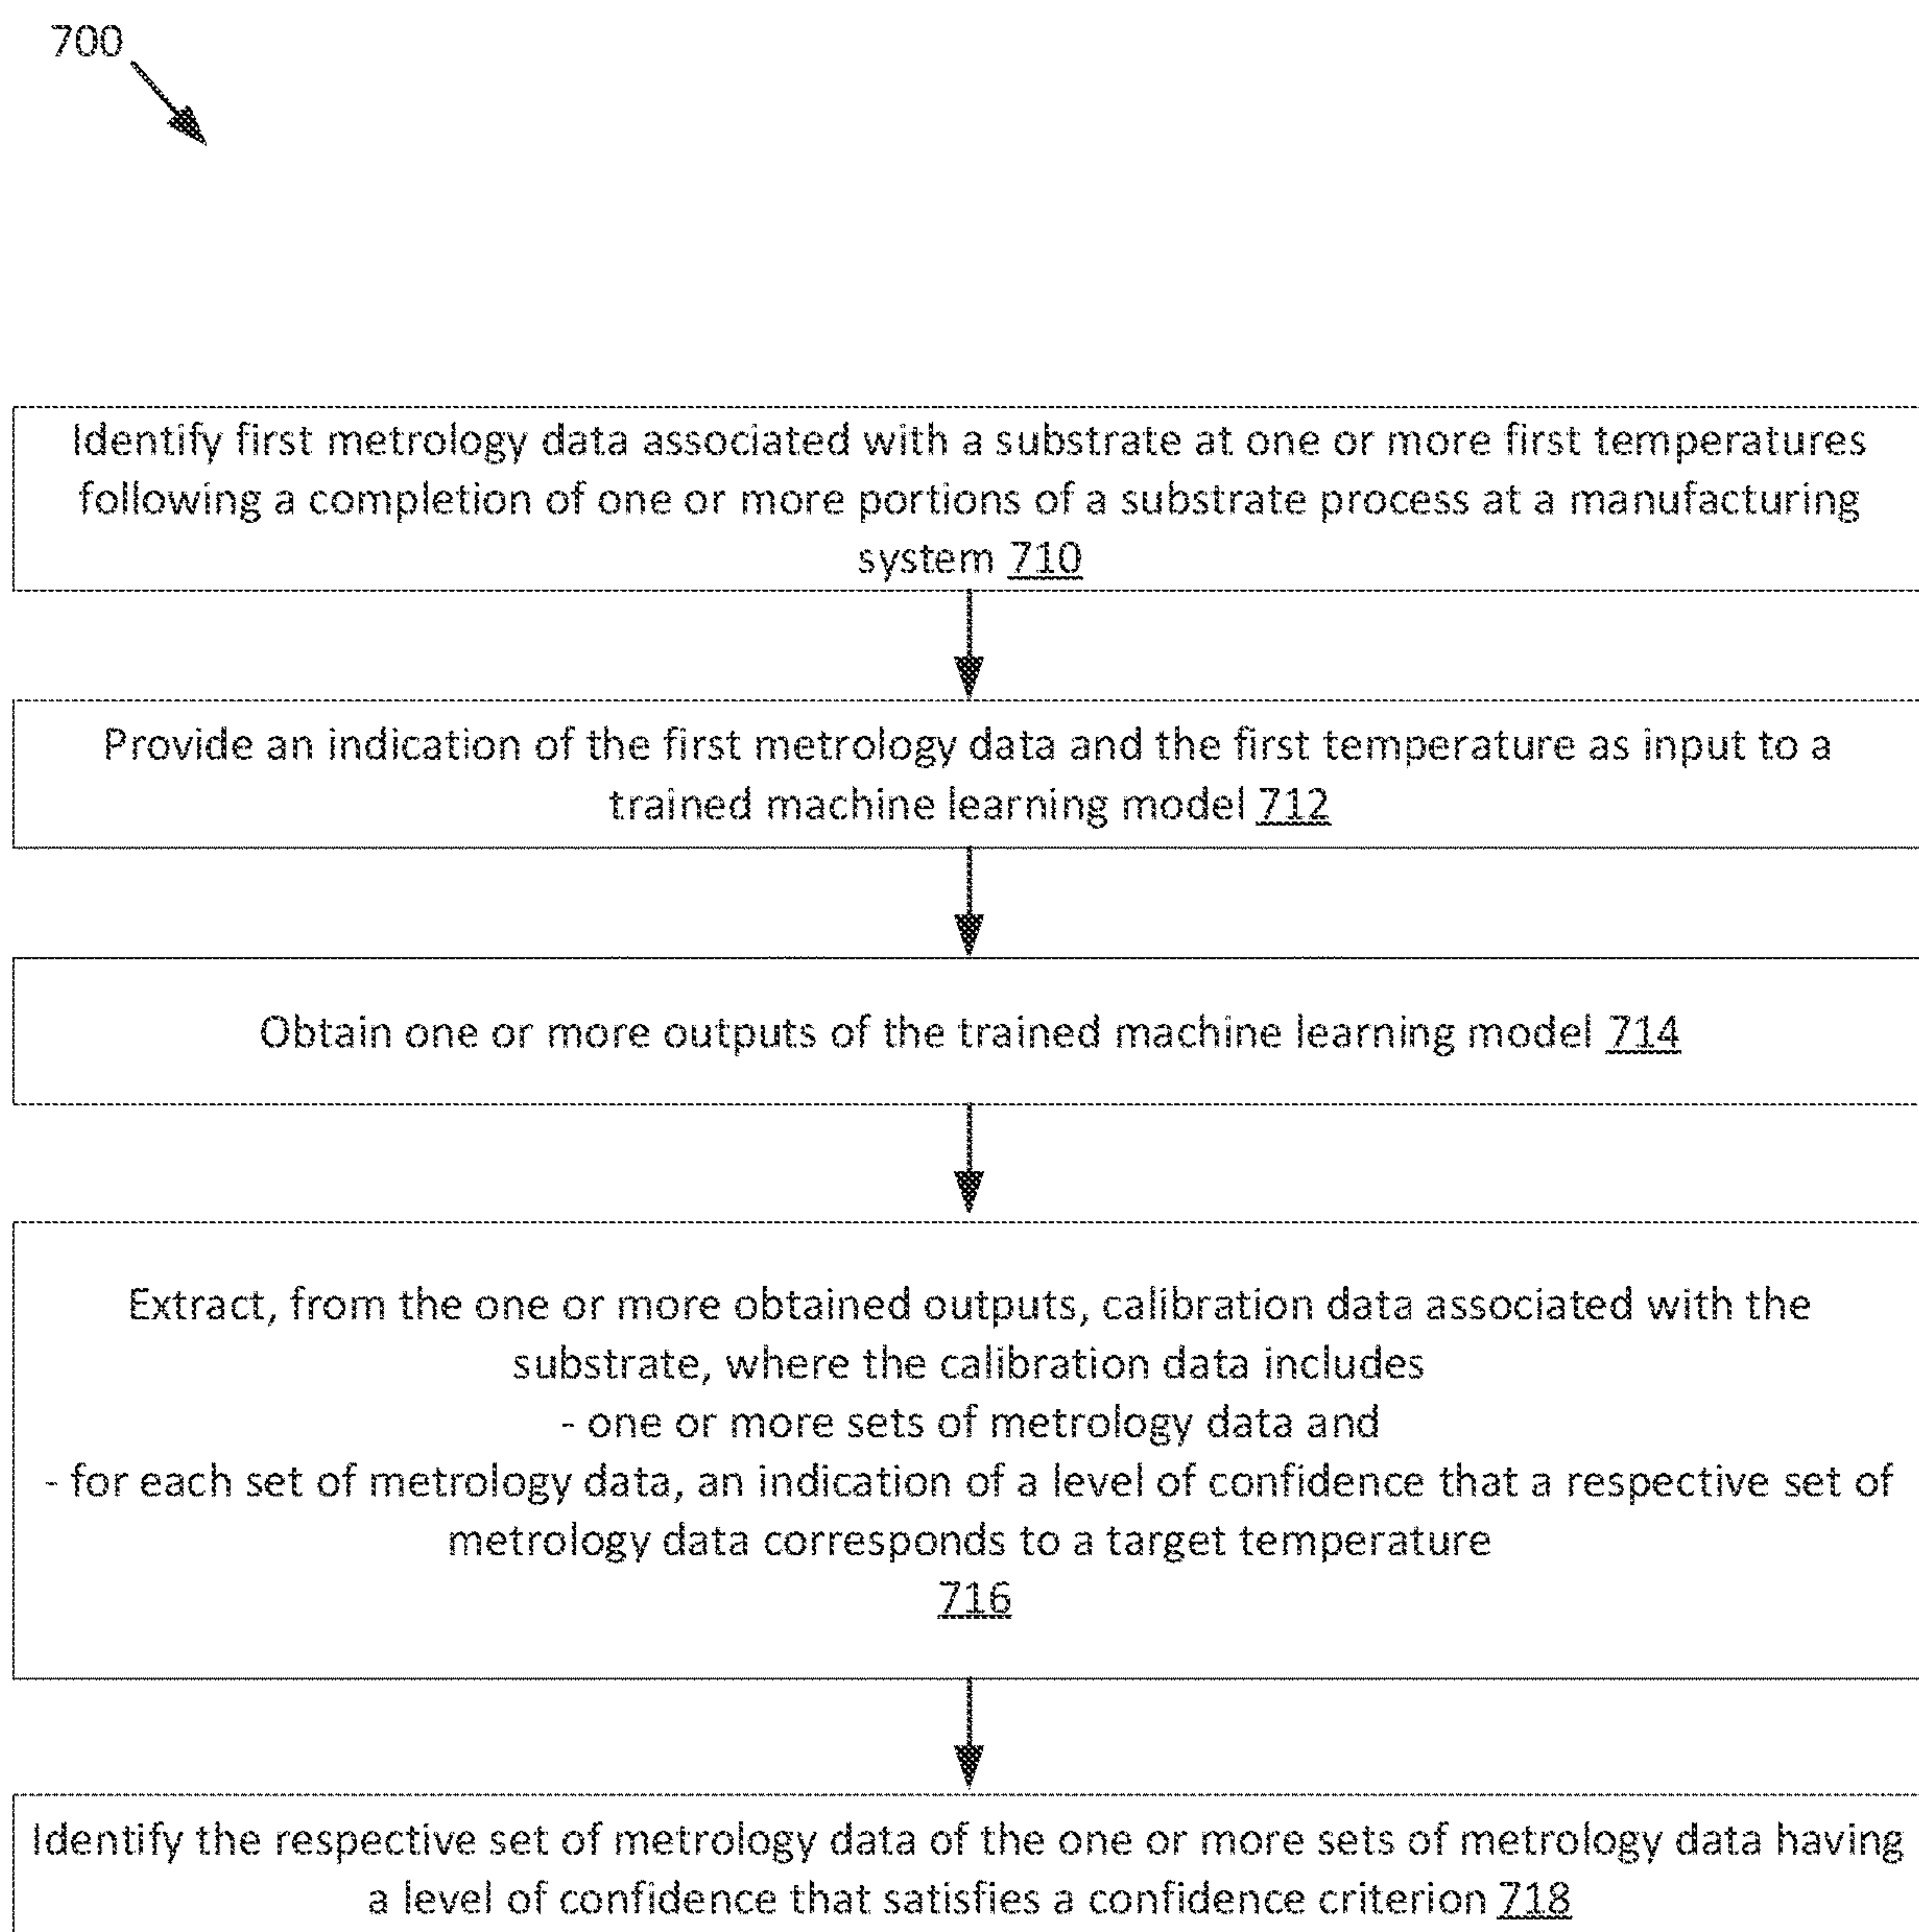 700
Identify first metrology data associated with a substrate at one or more first temperatures
following a completion of one or more portions of a substrate process at a manufacturing
system 710
Provide an indication of the first metrology data and the first temperature as input to a
trained machine learning model 712
Obtain one or more outputs of the trained machine learning model 714
Extract, from the one or more obtained outputs, calibration data associated with the
substrate, where the calibration data includes
- one or more sets of metrology data and
- for each set of metrology data, an indication of a level of confidence that a respective set of
metrology data corresponds to a target temperature
716
Identify the respective set of metrology data of the one or more sets of metrology data having
a level of confidence that satisfies a confidence criterion 718